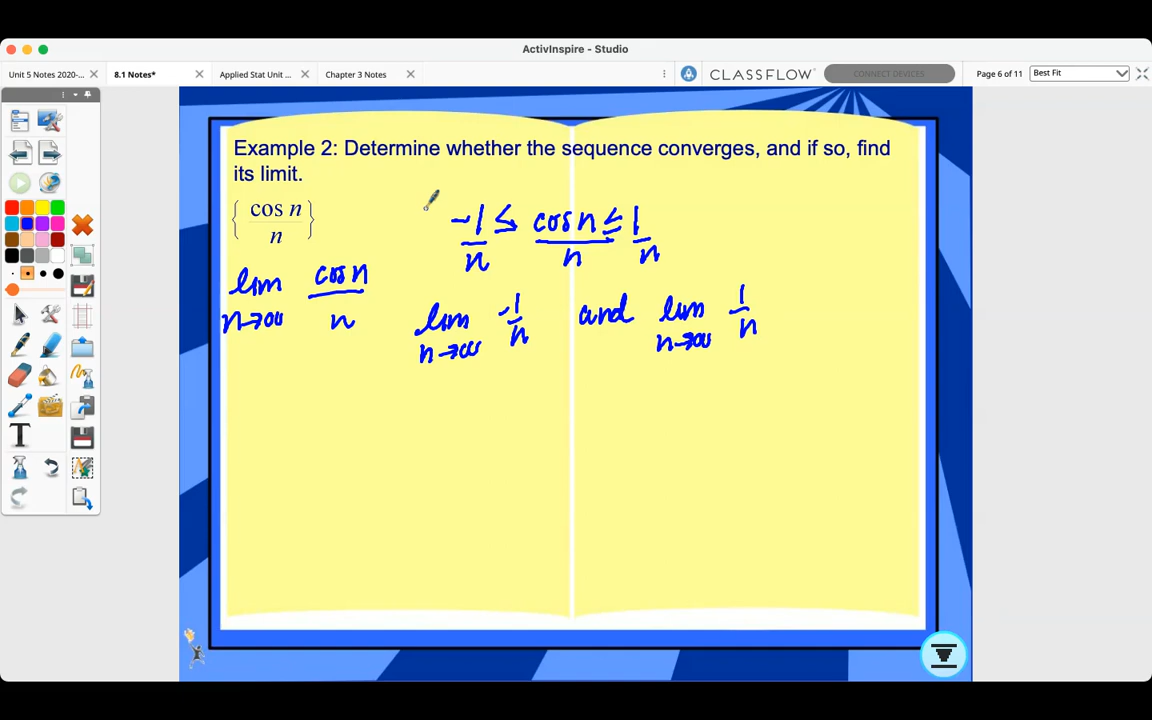 ActivInspire - Studio
Unit 5 Notes 2020-...
8.1 Notes*
Applied Stat Unit ...
Chapter 3 Notes
CLASSFLOW
CONNECT DEVICES
Page 6 of 11
Best Fit
Example 2: Determine whether the sequence converges, and if so, find
its limit.
{cos n / n}
-1/n ≤ cos n/n ≤ 1/n
lim n→∞ cos n/n
lim n→∞ -1/n and lim n→∞ 1/n
T